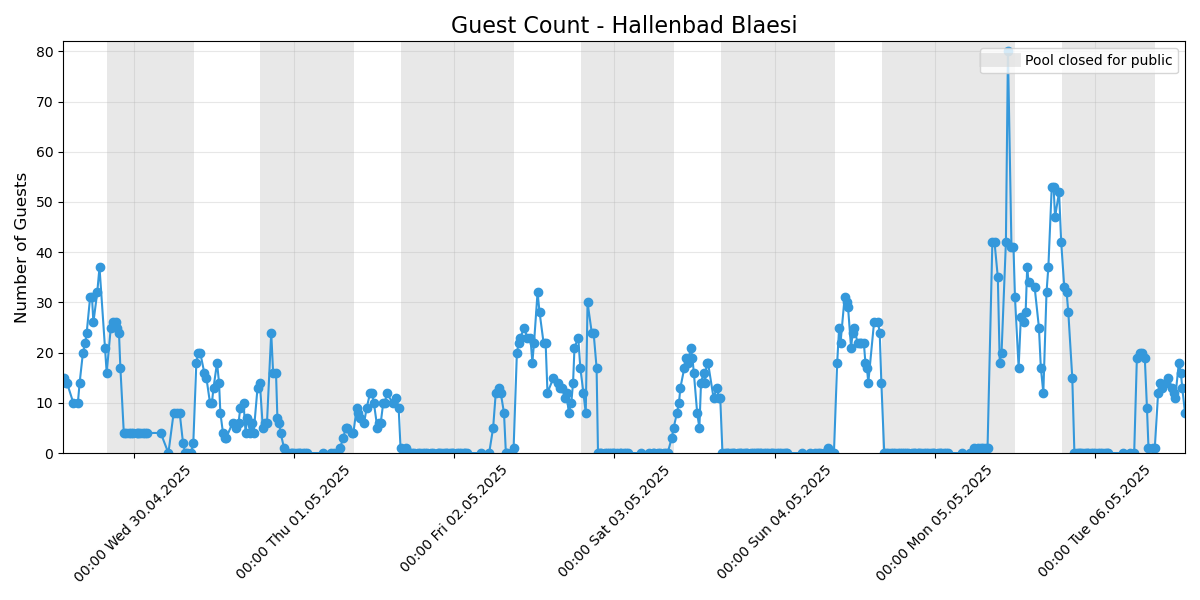 Guest Count - Hallenbad Blaesi
Pool closed for public
Number of Guests
80
70
60
50
40
30
20
10
0
00:00 Wed 30.04.2025
00:00 Thu 01.05.2025
00:00 Fri 02.05.2025
00:00 Sat 03.05.2025
00:00 Sun 04.05.2025
00:00 Mon 05.05.2025
00:00 Tue 06.05.2025